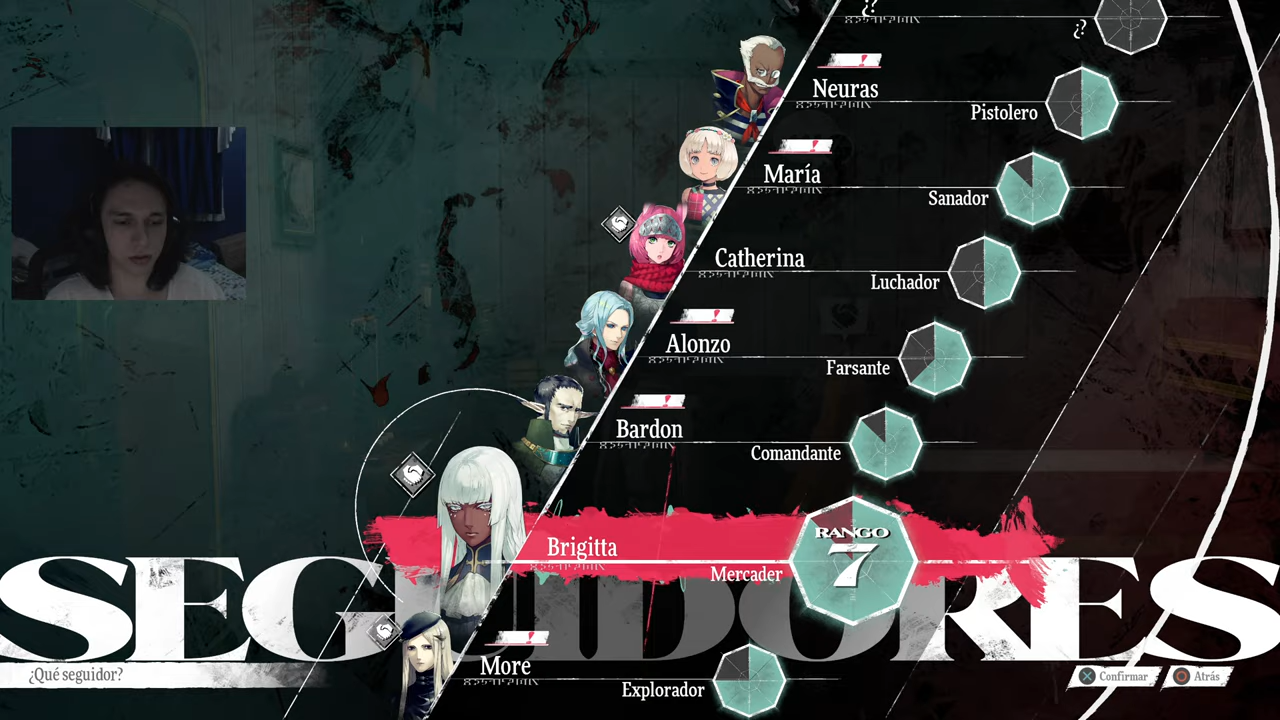 ¿?
¿?
!
Neuras
Pistolero
!
María
Sanador
Catherina
Luchador
!
Alonzo
Farsante
!
Bardon
Comandante
RANGO
7
Brigitta
Mercader
SEGUIDORES
!
More
Explorador
¿Qué seguidor?
Confirmar
Atrás